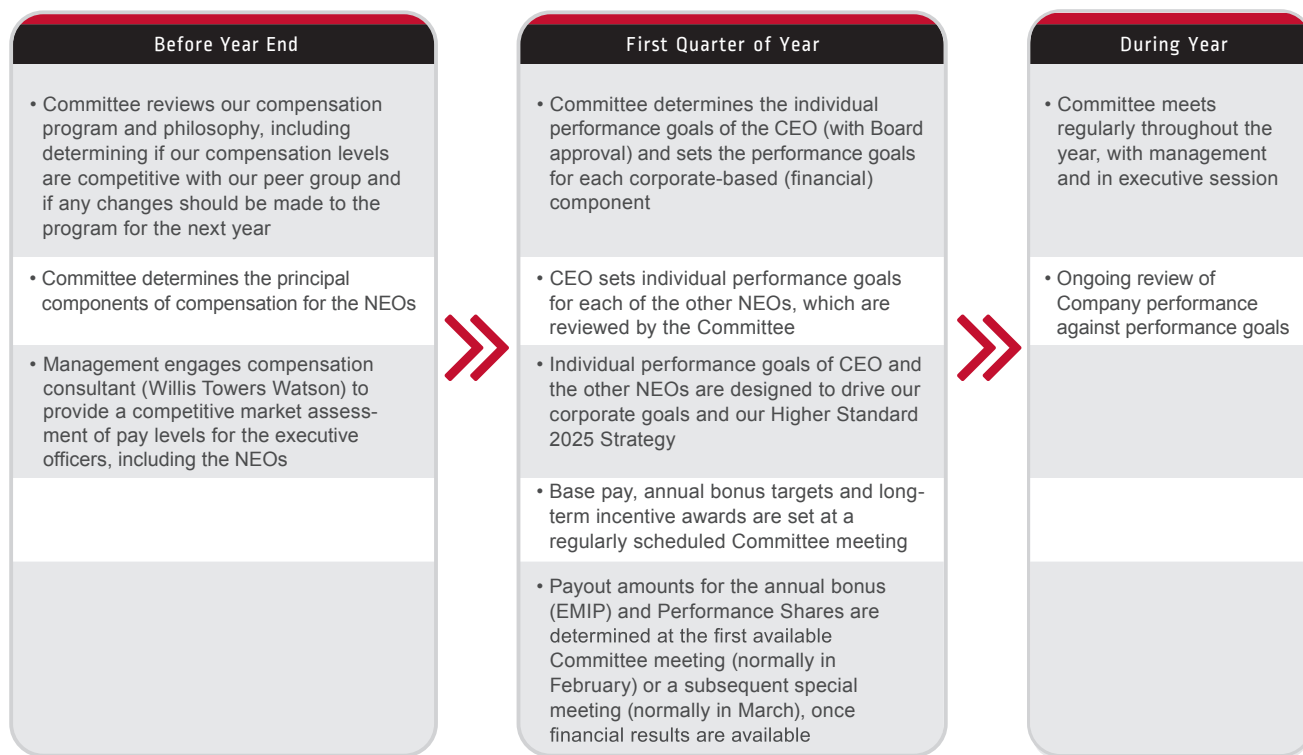 Before Year End
• Committee reviews our compensation
program and philosophy, including
determining if our compensation levels
are competitive with our peer group and
if any changes should be made to the
program for the next year
• Committee determines the principal
components of compensation for the NEOs
• Management engages compensation
consultant (Willis Towers Watson) to
provide a competitive market assess-
ment of pay levels for the executive
officers, including the NEOs
First Quarter of Year
• Committee determines the individual
performance goals of the CEO (with Board
approval) and sets the performance goals
for each corporate-based (financial)
component
• CEO sets individual performance goals
for each of the other NEOs, which are
reviewed by the Committee
• Individual performance goals of CEO and
the other NEOs are designed to drive our
corporate goals and our Higher Standard
2025 Strategy
• Base pay, annual bonus targets and long-
term incentive awards are set at a
regularly scheduled Committee meeting
• Payout amounts for the annual bonus
(EMIP) and Performance Shares are
determined at the first available
Committee meeting (normally in
February) or a subsequent special
meeting (normally in March), once
financial results are available
During Year
• Committee meets
regularly throughout the
year, with management
and in executive session
• Ongoing review of
Company performance
against performance goals